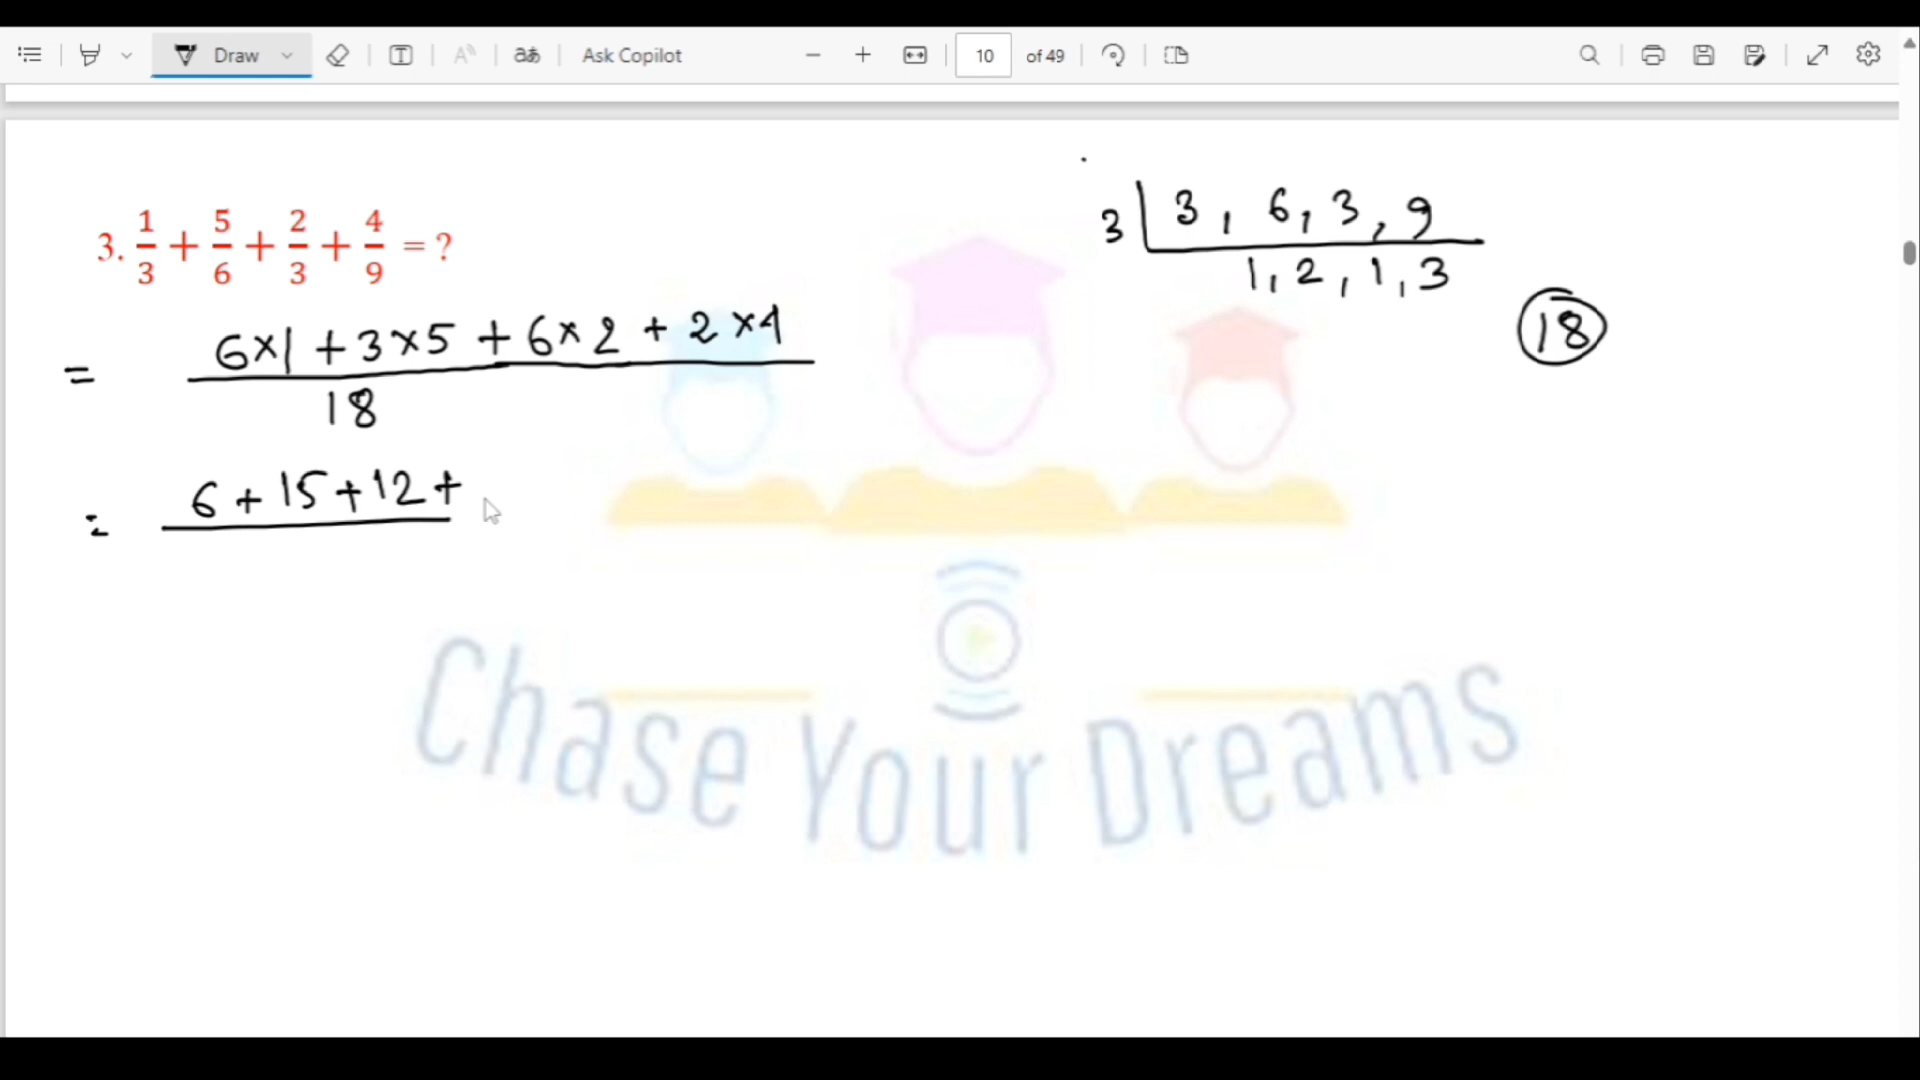 Draw Ask Copilot 10 of 49
3. 1/3 + 5/6 + 2/3 + 4/9 = ?
3 | 3, 6, 3, 9
1, 2, 1, 3
18
= (6×1 + 3×5 + 6×2 + 2×4)/18
= 6 + 15 + 12 +
Chase Your Dreams